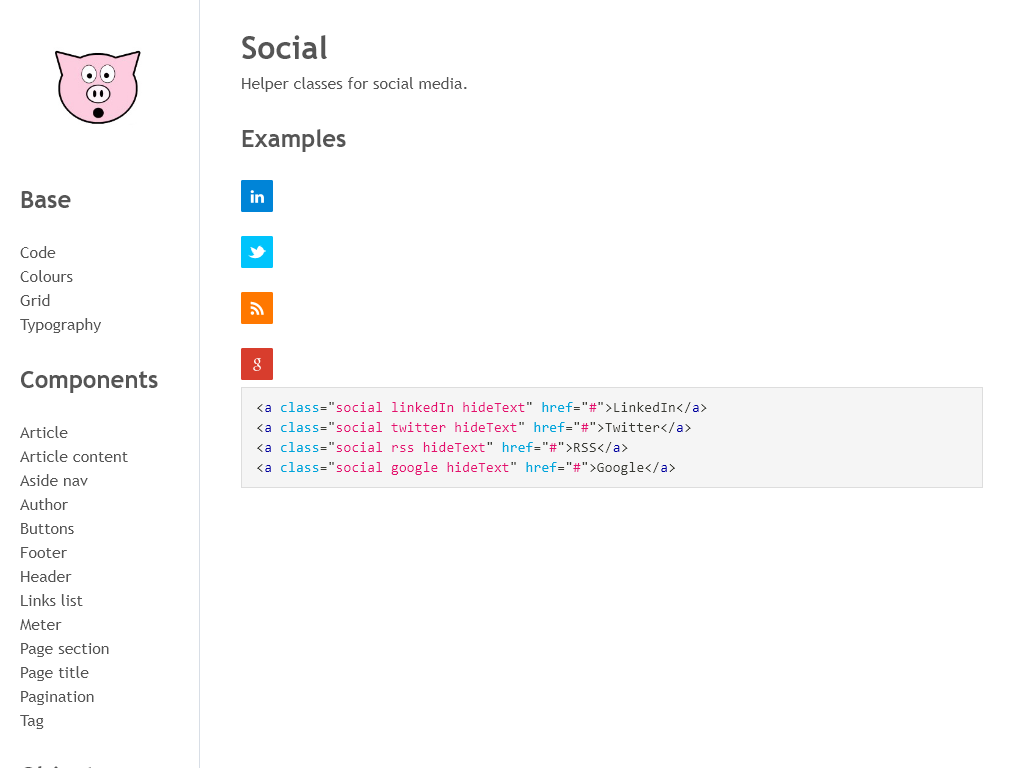 Base
Code
Colours
Grid
Typography
Components
Article
Article content
Aside nav
Author
Buttons
Footer
Header
Links list
Meter
Page section
Page title
Pagination
Tag
Social
Helper classes for social media.
Examples
in
g
<a class="social linkedIn hideText" href="#">LinkedIn</a>
<a class="social twitter hideText" href="#">Twitter</a>
<a class="social rss hideText" href="#">RSS</a>
<a class="social google hideText" href="#">Google</a>